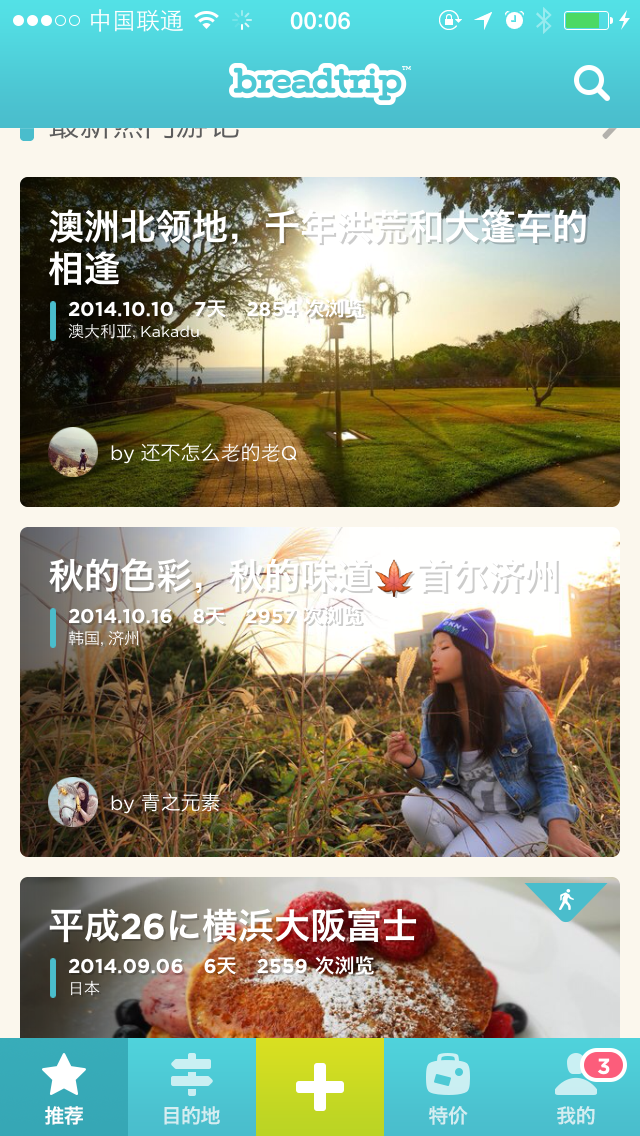 中国联通 00:06
breadtrip™
最新热门游记
澳洲北领地，千年洪荒和大篷车的
相逢
2014.10.10 7天 2854 次浏览
澳大利亚, Kakadu
by 还不怎么老的老Q
秋的色彩，秋的味道🍁首尔济州
2014.10.16 8天 2957 次浏览
韩国, 济州
DKNY
by 青之元素
平成26に横浜大阪富士
2014.09.06 6天 2559 次浏览
日本
推荐 目的地 特价 我的 3